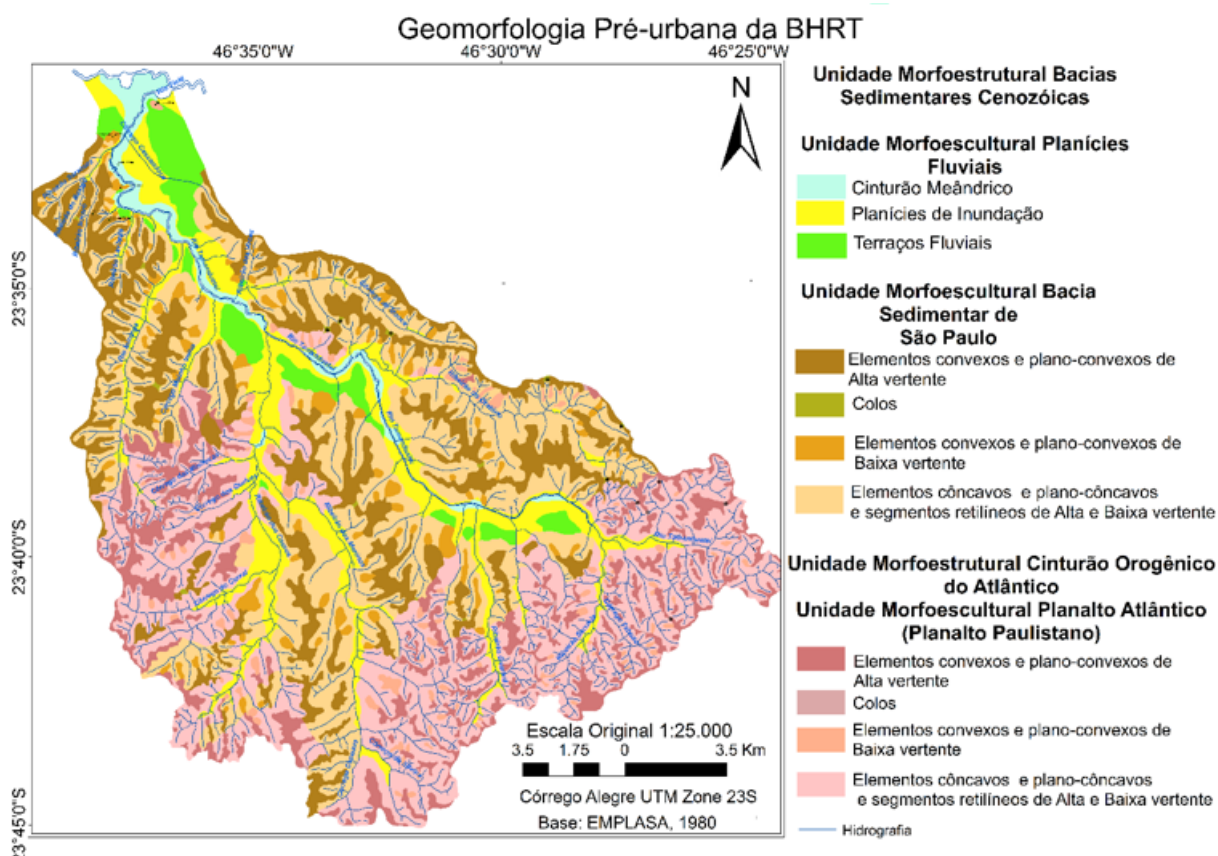 Geomorfologia Pré-urbana da BHRT
46°35'0"W
46°30'0"W
46°25'0"W
23°35'0"S
23°40'0"S
23°45'0"S
N
Escala Original 1:25.000
3.5 1.75 0 3.5 Km
Córrego Alegre UTM Zone 23S
Base: EMPLASA, 1980
Unidade Morfoestrutural Bacias
Sedimentares Cenozóicas
Unidade Morfoescultural Planícies
Fluviais
Cinturão Meândrico
Planícies de Inundação
Terraços Fluviais
Unidade Morfoescultural Bacia
Sedimentar de
São Paulo
Elementos convexos e plano-convexos de
Alta vertente
Colos
Elementos convexos e plano-convexos de
Baixa vertente
Elementos côncavos e plano-côncavos
e segmentos retilíneos de Alta e Baixa vertente
Unidade Morfoestrutural Cinturão Orogênico
do Atlântico
Unidade Morfoescultural Planalto Atlântico
(Planalto Paulistano)
Elementos convexos e plano-convexos de
Alta vertente
Colos
Elementos convexos e plano-convexos de
Baixa vertente
Elementos côncavos e plano-côncavos
e segmentos retilíneos de Alta e Baixa vertente
Hidrografia